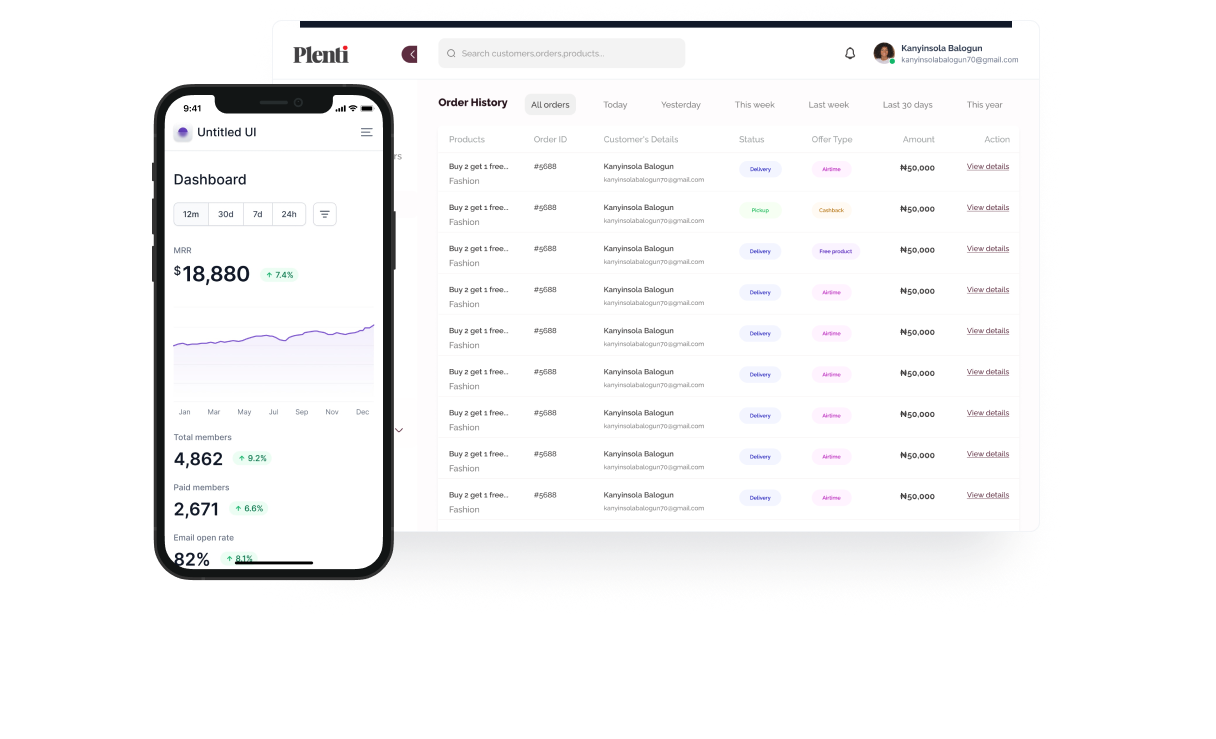 Plenti
Search customers,orders,products...
Kanyinsola Balogun
kanyinsolabalogun70@gmail.com
Order History
All orders
Today
Yesterday
This week
Last week
Last 30 days
This year
Products Order ID Customer's Details Status Offer Type Amount Action
Buy 2 get 1 free... #5688 Kanyinsola Balogun Delivery Airtime ₦50,000 View details
Fashion kanyinsolabalogun70@gmail.com
Buy 2 get 1 free... #5688 Kanyinsola Balogun Pickup Cashback ₦50,000 View details
Fashion kanyinsolabalogun70@gmail.com
Buy 2 get 1 free... #5688 Kanyinsola Balogun Delivery Free product ₦50,000 View details
Fashion kanyinsolabalogun70@gmail.com
Buy 2 get 1 free... #5688 Kanyinsola Balogun Delivery Airtime ₦50,000 View details
Fashion kanyinsolabalogun70@gmail.com
Buy 2 get 1 free... #5688 Kanyinsola Balogun Delivery Airtime ₦50,000 View details
Fashion kanyinsolabalogun70@gmail.com
Buy 2 get 1 free... #5688 Kanyinsola Balogun Delivery Airtime ₦50,000 View details
Fashion kanyinsolabalogun70@gmail.com
Buy 2 get 1 free... #5688 Kanyinsola Balogun Delivery Airtime ₦50,000 View details
Fashion kanyinsolabalogun70@gmail.com
Buy 2 get 1 free... #5688 Kanyinsola Balogun Delivery Airtime ₦50,000 View details
Fashion kanyinsolabalogun70@gmail.com
Buy 2 get 1 free... #5688 Kanyinsola Balogun Delivery Airtime ₦50,000 View details
Fashion kanyinsolabalogun70@gmail.com
rs
9:41
Untitled UI
Dashboard
12m 30d 7d 24h
MRR
$18,880 7.4%
Jan Mar May Jul Sep Nov Dec
Total members
4,862 9.2%
Paid members
2,671 6.6%
Email open rate
82% 8.1%